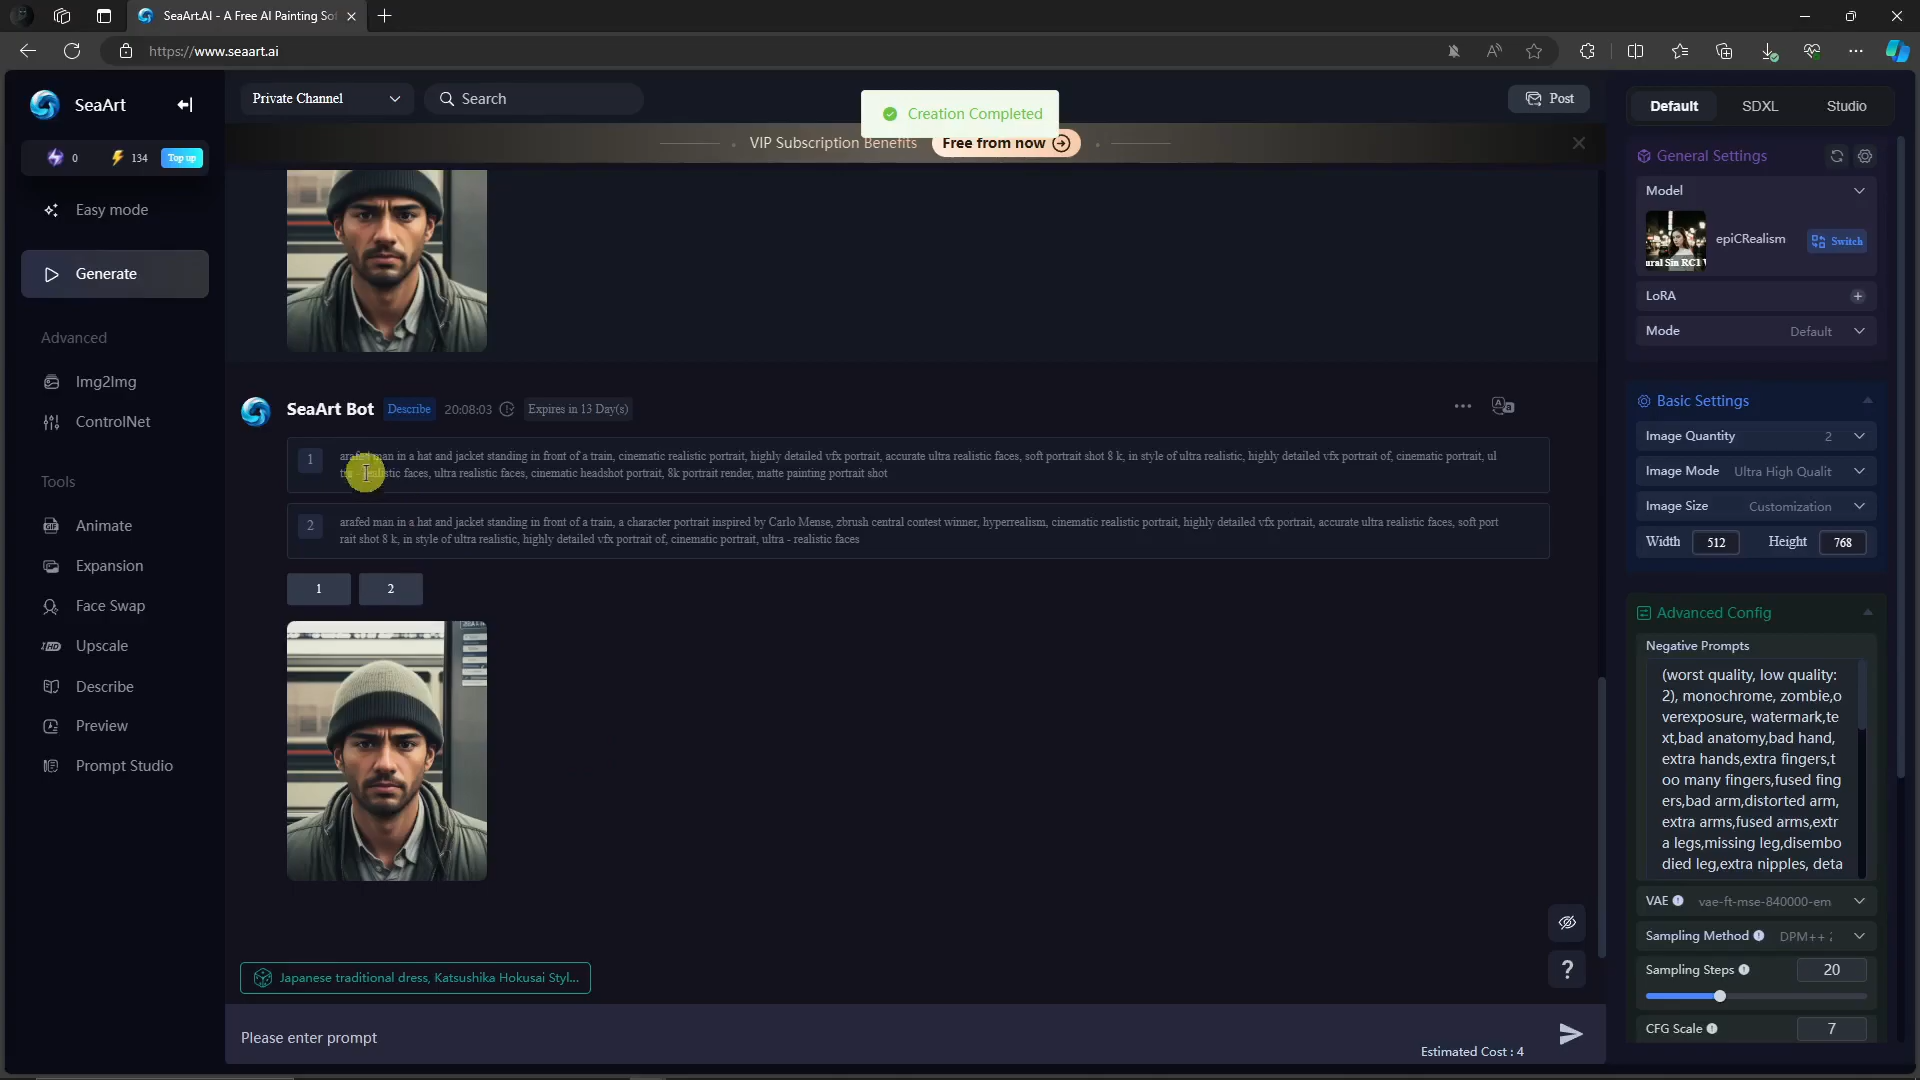 SeaArt.AI - A Free AI Painting So
https://www.seaart.ai
SeaArt
0
134
Top up
Easy mode
Generate
Advanced
Img2Img
ControlNet
Tools
Animate
Expansion
Face Swap
Upscale
Describe
Preview
Prompt Studio
Private Channel
Search
Creation Completed
Post
VIP Subscription Benefits
Free from now
SeaArt Bot
Describe
20:08:03
Expires in 13 Day(s)
1
arafed man in a hat and jacket standing in front of a train, cinematic realistic portrait, highly detailed vfx portrait, accurate ultra realistic faces, soft portrait shot 8 k, in style of ultra realistic, highly detailed vfx portrait of, cinematic portrait, ul
tra - realistic faces, ultra realistic faces, cinematic headshot portrait, 8k portrait render, matte painting portrait shot
2
arafed man in a hat and jacket standing in front of a train, a character portrait inspired by Carlo Mense, zbrush central contest winner, hyperrealism, cinematic realistic portrait, highly detailed vfx portrait, accurate ultra realistic faces, soft port
rait shot 8 k, in style of ultra realistic, highly detailed vfx portrait of, cinematic portrait, ultra - realistic faces
1
2
Japanese traditional dress, Katsushika Hokusai Styl...
Please enter prompt
Estimated Cost : 4
Default
SDXL
Studio
General Settings
Model
epiCRealism
Switch
ural Sin RC1
LoRA
Mode
Default
Basic Settings
Image Quantity
2
Image Mode
Ultra High Qualit
Image Size
Customization
Width
512
Height
768
Advanced Config
Negative Prompts
(worst quality, low quality:
2), monochrome, zombie,o
verexposure, watermark,te
xt,bad anatomy,bad hand,
extra hands,extra fingers,t
oo many fingers,fused fing
ers,bad arm,distorted arm,
extra arms,fused arms,extr
a legs,missing leg,disembo
died leg,extra nipples, deta
VAE
vae-ft-mse-840000-em
Sampling Method
DPM++ 2
Sampling Steps
20
CFG Scale
7